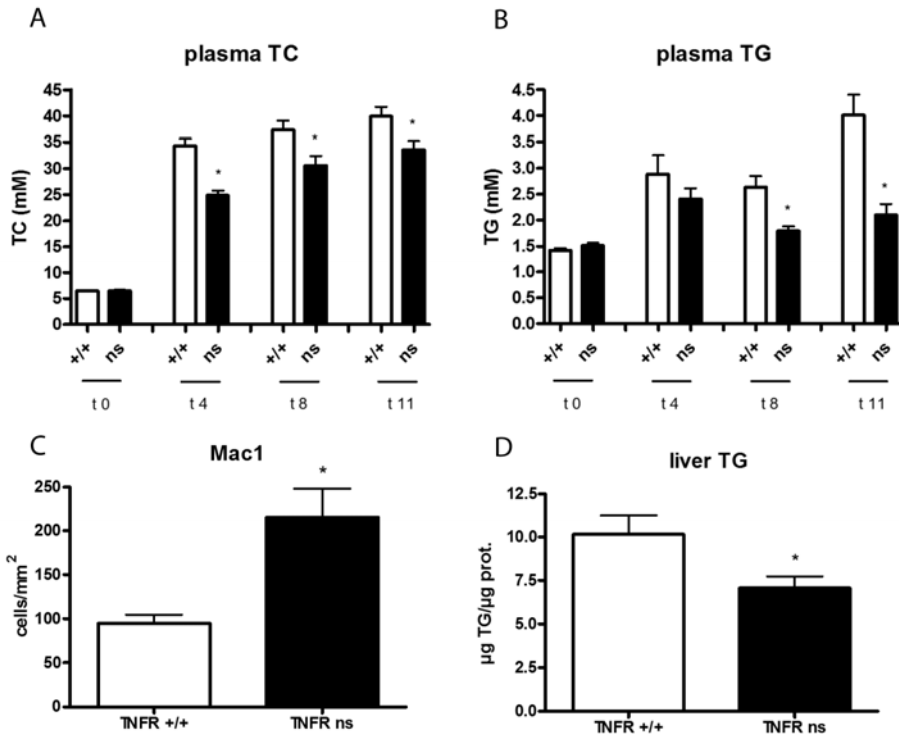 A
plasma TC
TC (mM)
45
40
35
30
25
20
15
10
5
0
+/+ ns +/+ ns +/+ ns +/+ ns
t 0 t 4 t 8 t 11
* * *
B
plasma TG
TG (mM)
4.5
4.0
3.5
3.0
2.5
2.0
1.5
1.0
0.5
0.0
+/+ ns +/+ ns +/+ ns +/+ ns
t 0 t 4 t 8 t 11
* *
C
Mac1
cells/mm²
250
200
150
100
50
0
*
TNFR +/+ TNFR ns
D
liver TG
µg TG/µg prot.
12.5
10.0
7.5
5.0
2.5
0.0
*
TNFR +/+ TNFR ns